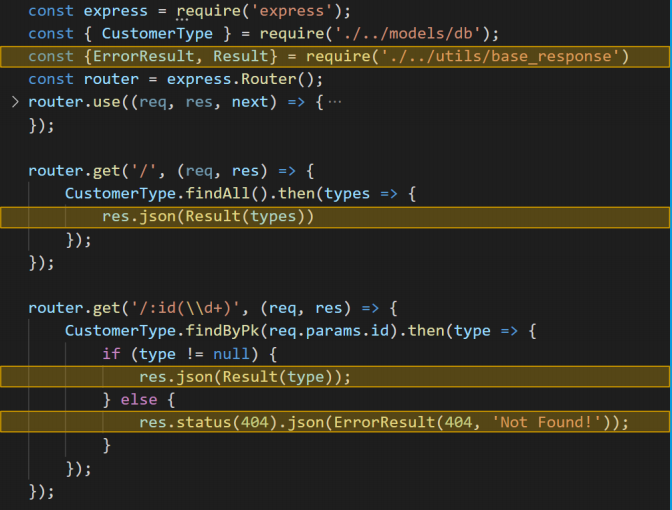 const express = require('express');
const { CustomerType } = require('./../models/db');
const {ErrorResult, Result} = require('./../utils/base_response')
const router = express.Router();
router.use((req, res, next) => {…
});

router.get('/', (req, res) => {
    CustomerType.findAll().then(types => {
        res.json(Result(types))
    });
});

router.get('/:id(\\d+)', (req, res) => {
    CustomerType.findByPk(req.params.id).then(type => {
        if (type != null) {
            res.json(Result(type));
        } else {
            res.status(404).json(ErrorResult(404, 'Not Found!'));
        }
    });
});